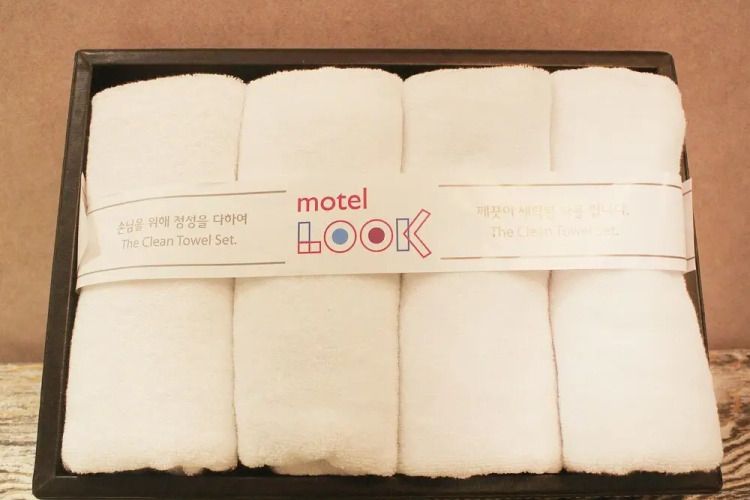 손님을 위해 정성을 다하여
The Clean Towel Set.
motel
LOOK
깨끗이 세탁된 타올 입니다.
The Clean Towel Set.